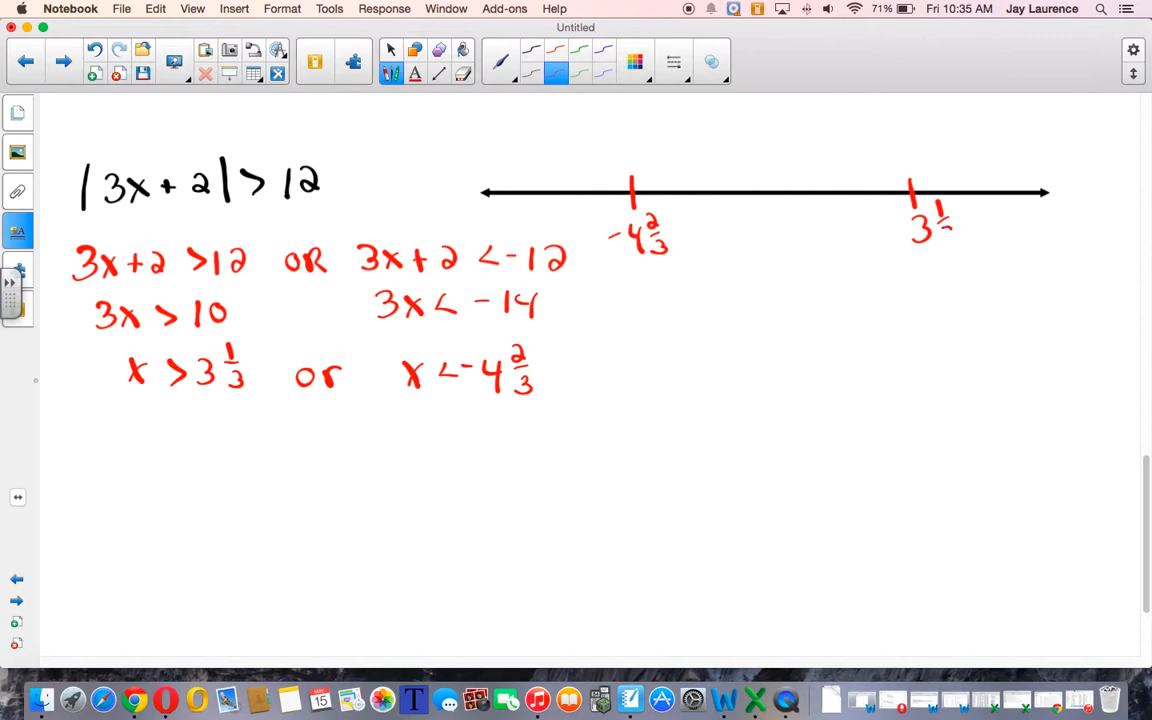 Notebook File Edit View Insert Format Tools Response Window Add-ons Help 71% Fri 10:35 AM Jay Laurence
Untitled
|3x + 2| > 12
-4 2/3
3 1
3x+2 >12 OR 3x+2 <-12
3x > 10 3x < -14
x > 3 1/3 or x <-4 2/3
MAY
15